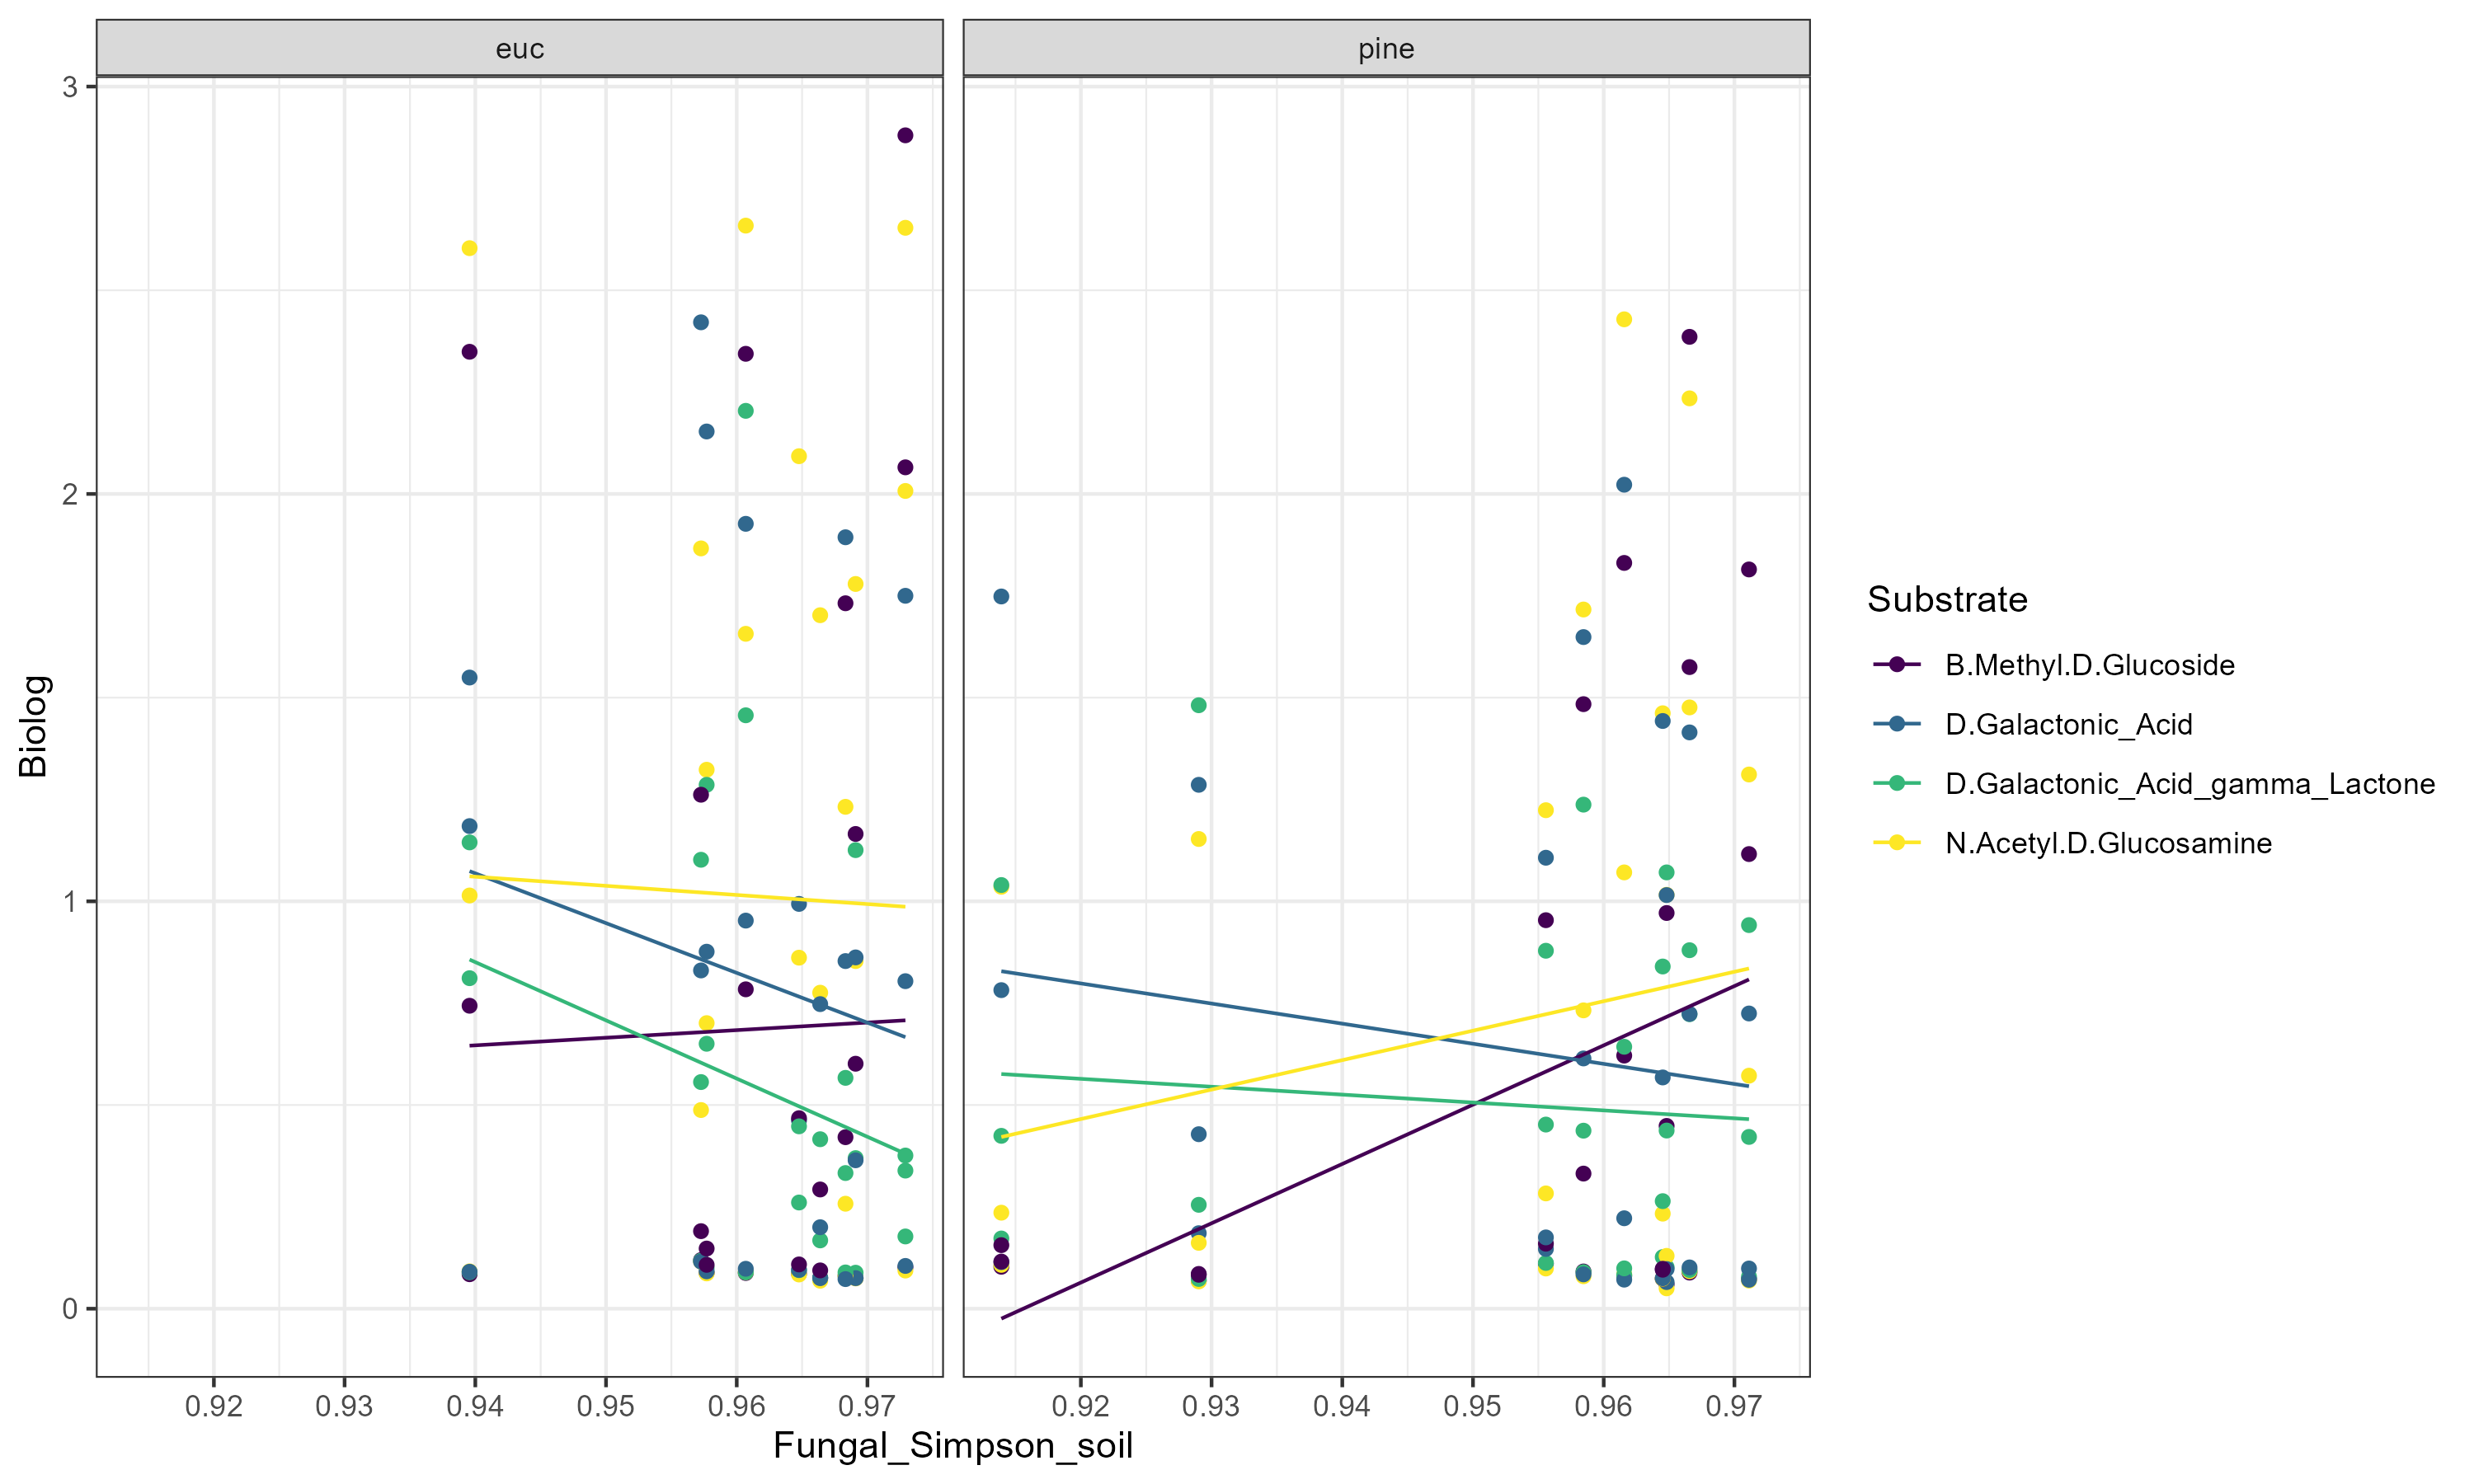 euc
pine
3
2
1
0
Biolog
0.92 0.93 0.94 0.95 0.96 0.97
0.92 0.93 0.94 0.95 0.96 0.97
Fungal_Simpson_soil
Substrate
B.Methyl.D.Glucoside
D.Galactonic_Acid
D.Galactonic_Acid_gamma_Lactone
N.Acetyl.D.Glucosamine